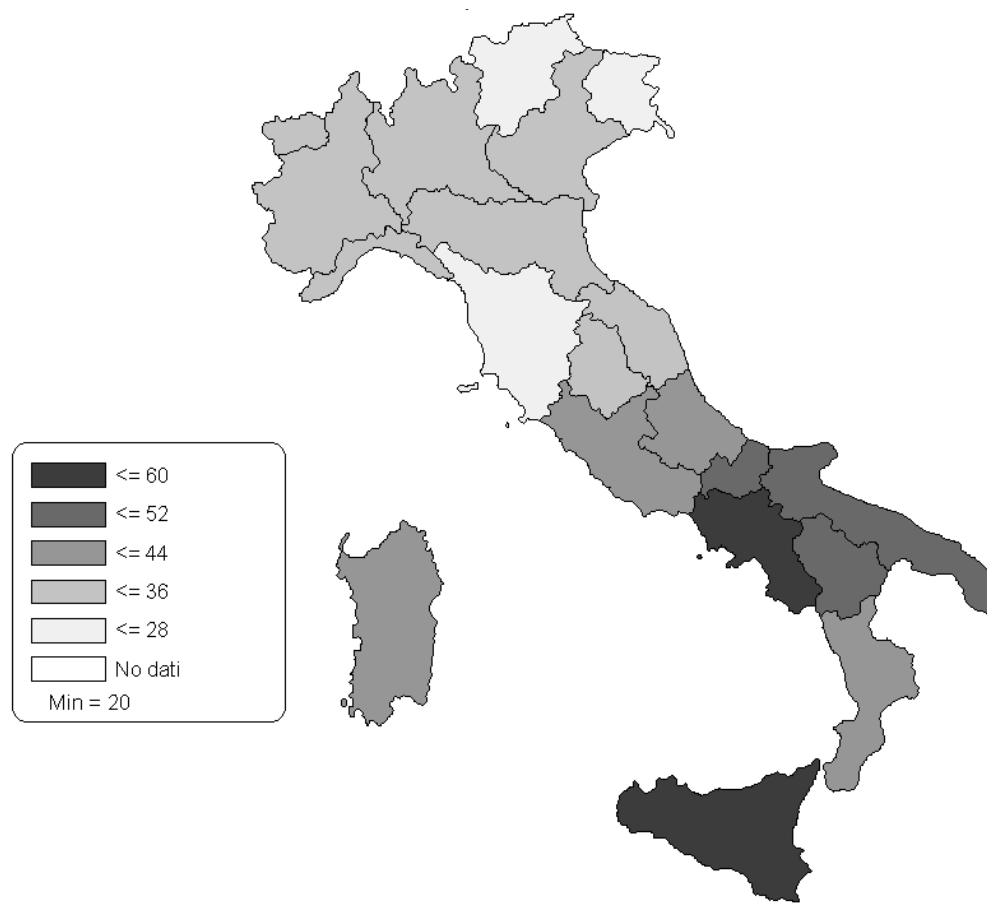 <= 60
<= 52
<= 44
<= 36
<= 28
No dati
Min = 20